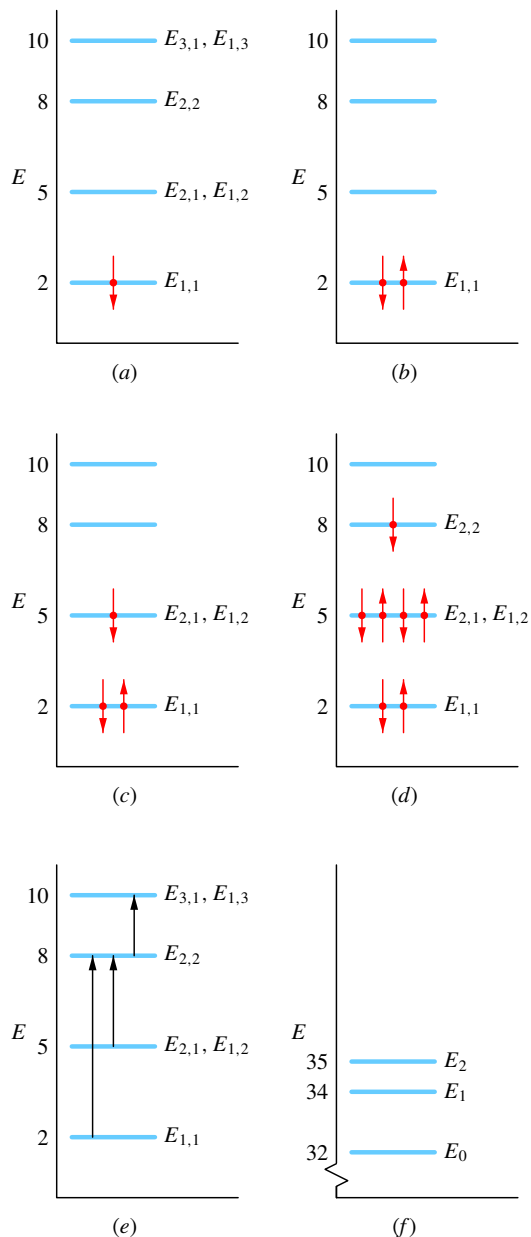 10 E3,1, E1,3
8 E2,2
E
5 E2,1, E1,2
2 E1,1
(a)
10
8
E
5
2 E1,1
(b)
10
8
E
5 E2,1, E1,2
2 E1,1
(c)
10
8 E2,2
E
5 E2,1, E1,2
2 E1,1
(d)
10 E3,1, E1,3
8 E2,2
E
5 E2,1, E1,2
2 E1,1
(e)
E
35 E2
34 E1
32 E0
(f)